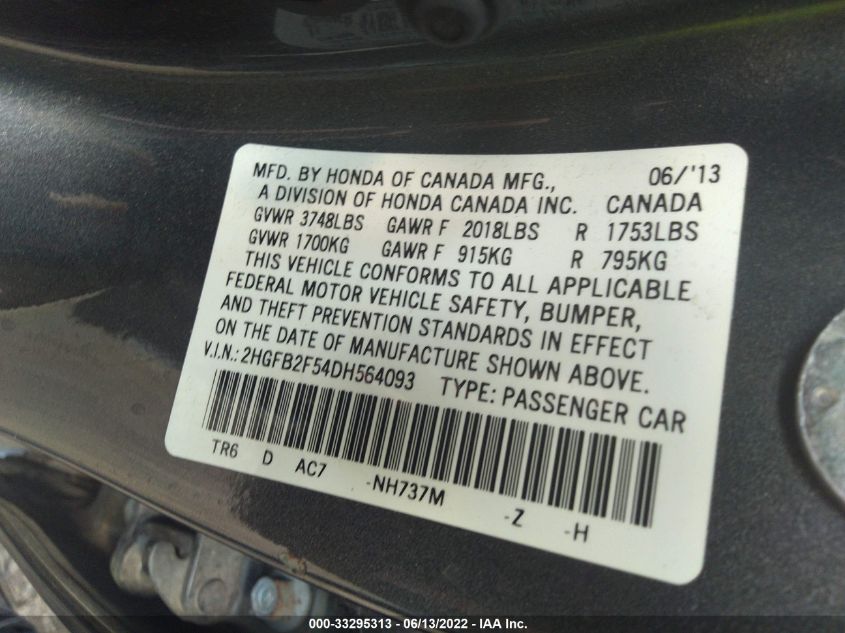 MFD. BY HONDA OF CANADA MFG., 06/'13
A DIVISION OF HONDA CANADA INC. CANADA
GVWR 3748LBS GAWR F 2018LBS R 1753LBS
GVWR 1700KG GAWR F 915KG R 795KG
THIS VEHICLE CONFORMS TO ALL APPLICABLE
FEDERAL MOTOR VEHICLE SAFETY, BUMPER,
AND THEFT PREVENTION STANDARDS IN EFFECT
ON THE DATE OF MANUFACTURE SHOWN ABOVE.
V.I.N.: 2HGFB2F54DH564093 TYPE: PASSENGER CAR
TR6 D AC7 -NH737M -Z -H
000-33295313 - 06/13/2022 - IAA Inc.